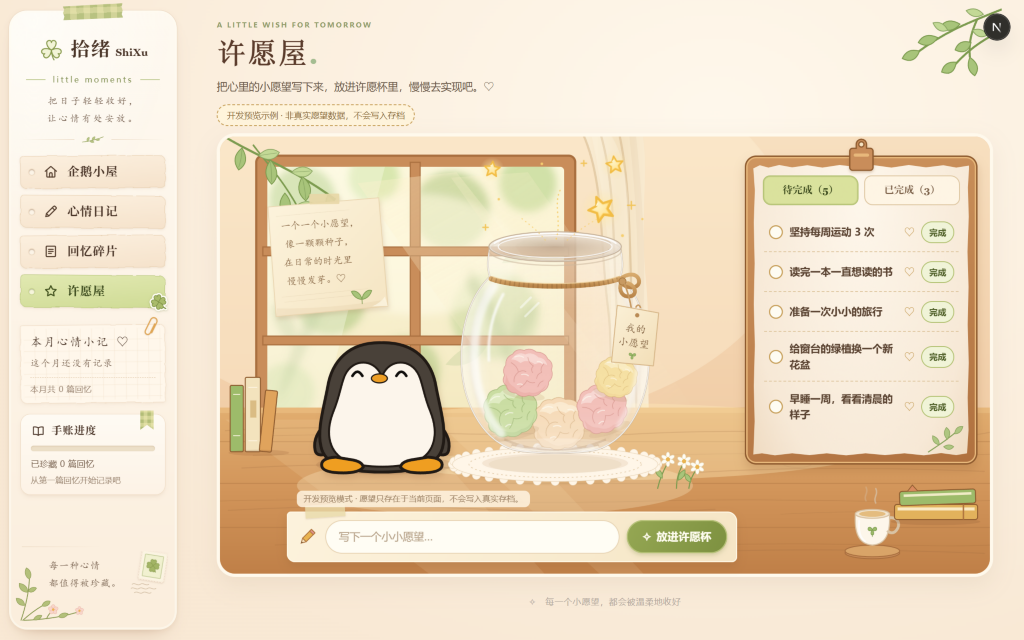 拾绪 ShiXu
little moments
把日子轻轻收好，
让心情有处安放。
企鹅小屋
心情日记
回忆碎片
许愿屋
本月心情小记 ♡
这个月还没有记录
本月共 0 篇回忆
手账进度
已珍藏 0 篇回忆
从第一篇回忆开始记录吧
每一种心情
都值得被珍藏。
A LITTLE WISH FOR TOMORROW
许愿屋.
把心里的小愿望写下来，放进许愿杯里，慢慢去实现吧。♡
开发预览示例 · 非真实愿望数据，不会写入存档
N
一个一个小愿望，
像一颗颗种子，
在日常的时光里
慢慢发芽。♡
我的
小愿望
待完成（5）
已完成（3）
坚持每周运动 3 次
♡ 完成
读完一本一直想读的书
♡ 完成
准备一次小小的旅行
♡ 完成
给窗台的绿植换一个新
花盆
♡ 完成
早睡一周，看看清晨的
样子
♡ 完成
开发预览模式 · 愿望只存在于当前页面，不会写入真实存档。
写下一个小小愿望...
✧ 放进许愿杯
✧ 每一个小愿望，都会被温柔地收好